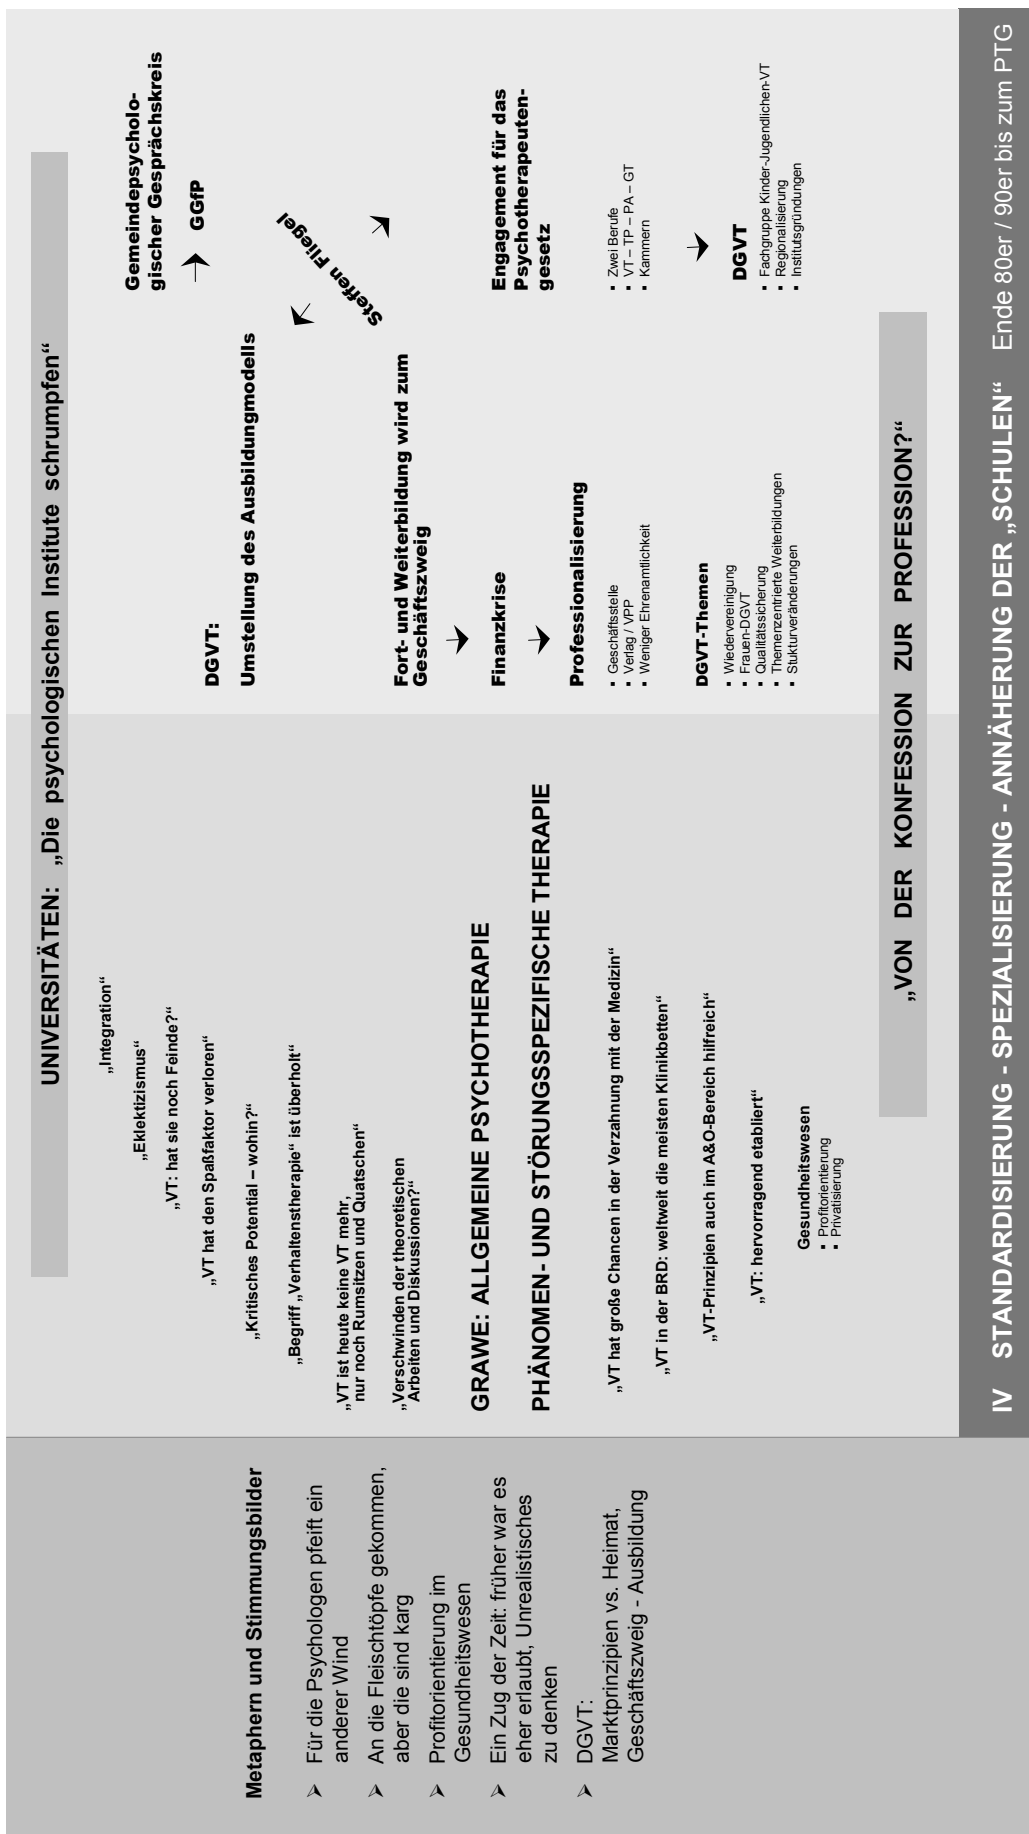 UNIVERSITÄTEN: „Die psychologischen Institute schrumpfen“
Metaphern und Stimmungsbilder
➢ Für die Psychologen pfeift ein
anderer Wind
➢ An die Fleischtöpfe gekommen,
aber die sind karg
➢ Profitorientierung im
Gesundheitswesen
➢ Ein Zug der Zeit: früher war es
eher erlaubt, Unrealistisches
zu denken
➢ DGVT:
Marktprinzipien vs. Heimat,
Geschäftszweig - Ausbildung
„Integration“
„Eklektizismus“
„VT: hat sie noch Feinde?“
„VT hat den Spaßfaktor verloren“
„Kritisches Potential – wohin?“
„Begriff „Verhaltenstherapie“ ist überholt“
„VT ist heute keine VT mehr,
nur noch Rumsitzen und Quatschen“
„Verschwinden der theoretischen
Arbeiten und Diskussionen?“
GRAWE: ALLGEMEINE PSYCHOTHERAPIE
PHÄNOMEN- UND STÖRUNGSSPEZIFISCHE THERAPIE
„VT hat große Chancen in der Verzahnung mit der Medizin“
„VT in der BRD: weltweit die meisten Klinikbetten“
„VT-Prinzipien auch im A&O-Bereich hilfreich“
„VT: hervorragend etabliert“
Gesundheitswesen
▪ Profitorientierung
▪ Privatisierung
DGVT:
Umstellung des Ausbildungmodells
Fort- und Weiterbildung wird zum
Geschäftszweig
Finanzkrise
Professionalisierung
▪ Geschäftsstelle
▪ Verlag / VPP
▪ Weniger Ehrenamtlichkeit
DGVT-Themen
▪ Wiedervereinigung
▪ Frauen-DGVT
▪ Qualitätssicherung
▪ Themenzentrierte Weiterbildungen
▪ Stukturveränderungen
Gemeindepsycholo-
gischer Gesprächskreis
GGfP
Steffen Fliegel
Engagement für das
Psychotherapeuten-
gesetz
▪ Zwei Berufe
▪ VT – TP – PA – GT
▪ Kammern
DGVT
▪ Fachgruppe Kinder-Jugendlichen-VT
▪ Regionalisierung
▪ Institutsgründungen
„VON DER KONFESSION ZUR PROFESSION?“
IV STANDARDISIERUNG - SPEZIALISIERUNG - ANNÄHERUNG DER „SCHULEN“ Ende 80er / 90er bis zum PTG